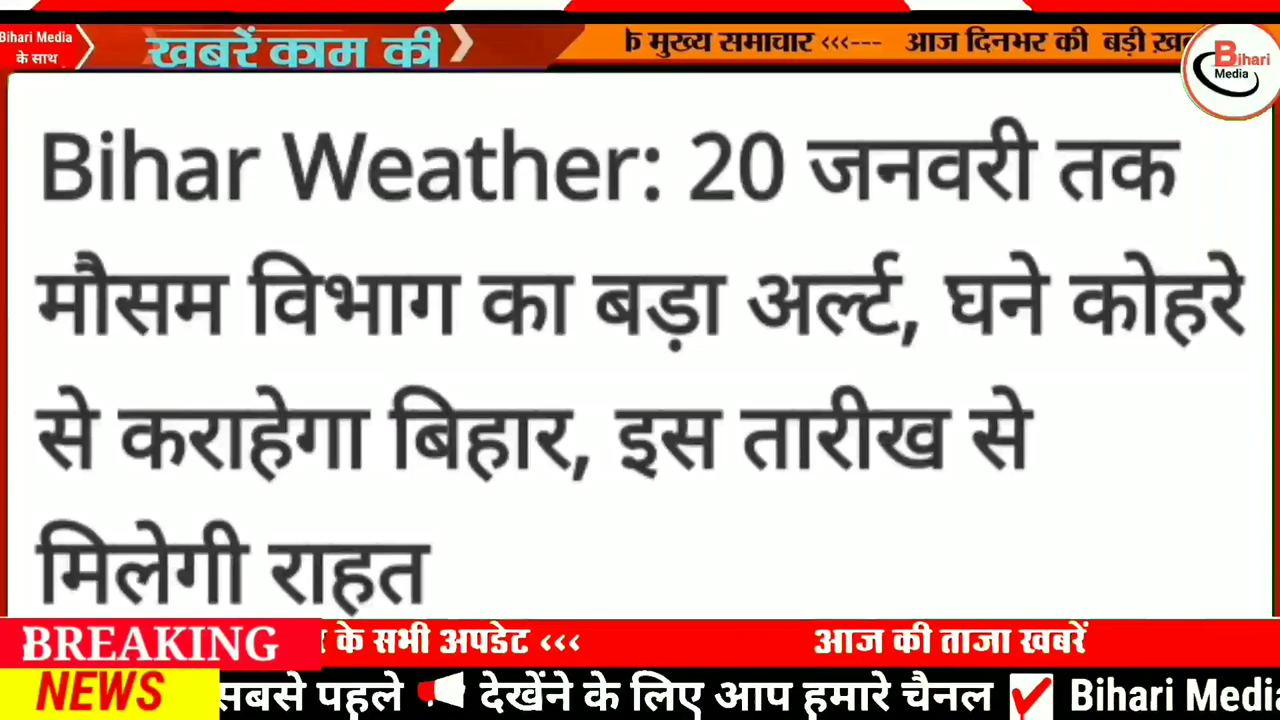 Bihari Media
के साथ
खबरें काम की
मुख्य समाचार ‹‹‹--- आज दिनभर की बड़ी
Bihari
Media
Bihar Weather: 20 जनवरी तक
मौसम विभाग का बड़ा अर्ल्ट, घने कोहरे
से कराहेगा बिहार, इस तारीख से
मिलेगी राहत
BREAKING
के सभी अपडेट ‹‹‹ आज की ताजा खबरें
NEWS
सबसे पहले देखेंने के लिए आप हमारे चैनल Bihari Media